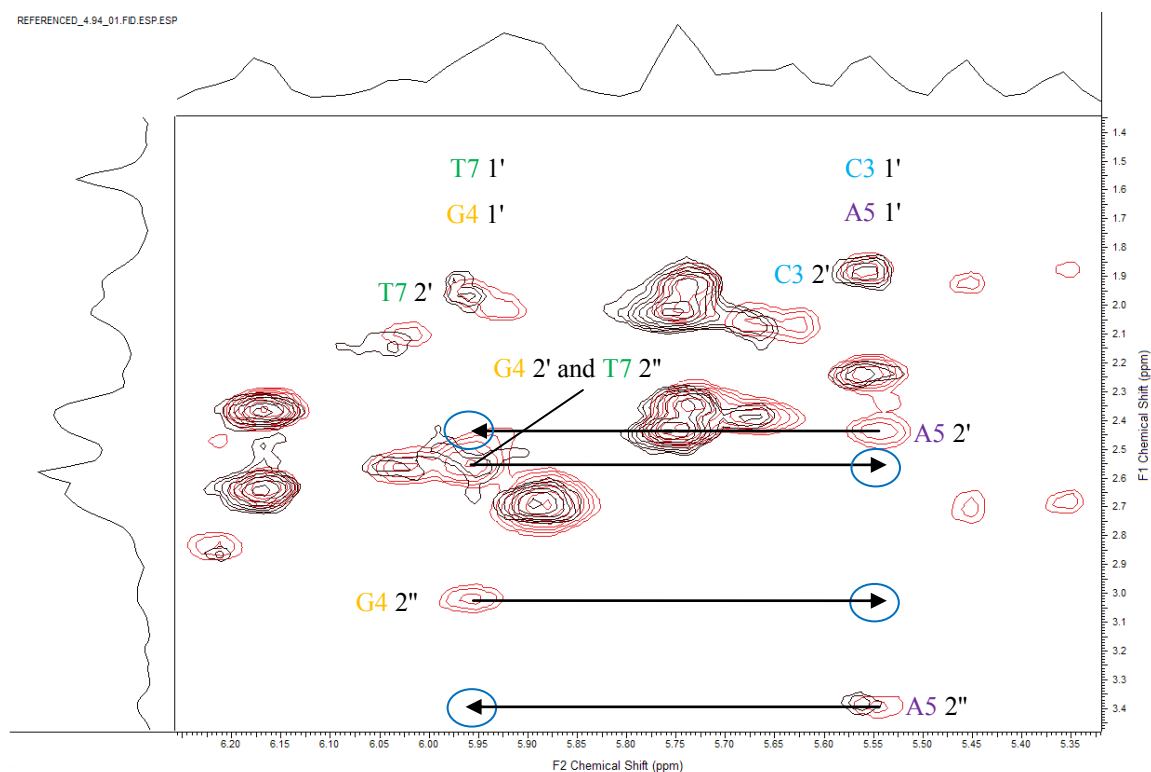 REFERENCED_4.94_01.FID.ESP.ESP
T7 1' C3 1'
G4 1' A5 1'
C3 2'
T7 2'
G4 2' and T7 2"
A5 2'
G4 2"
A5 2"
1.4
1.5
1.6
1.7
1.8
1.9
2.0
2.1
2.2
2.3
2.4
2.5
2.6
2.7
2.8
2.9
3.0
3.1
3.2
3.3
3.4
F1 Chemical Shift (ppm)
6.20 6.15 6.10 6.05 6.00 5.95 5.90 5.85 5.80 5.75 5.70 5.65 5.60 5.55 5.50 5.45 5.40 5.35
F2 Chemical Shift (ppm)